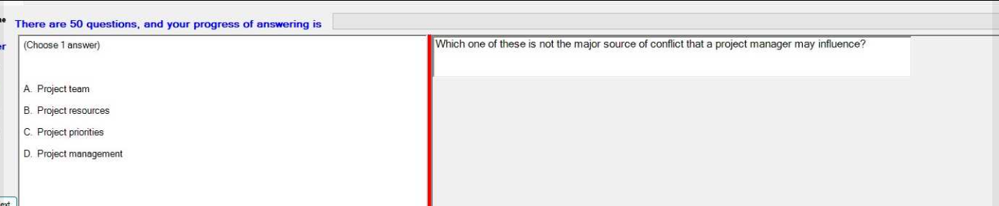 There are 50 questions, and your progress of answering is
(Choose 1 answer)
Which one of these is not the major source of conflict that a project manager may influence?
A. Project team
B. Project resources
C. Project priorities
D. Project management